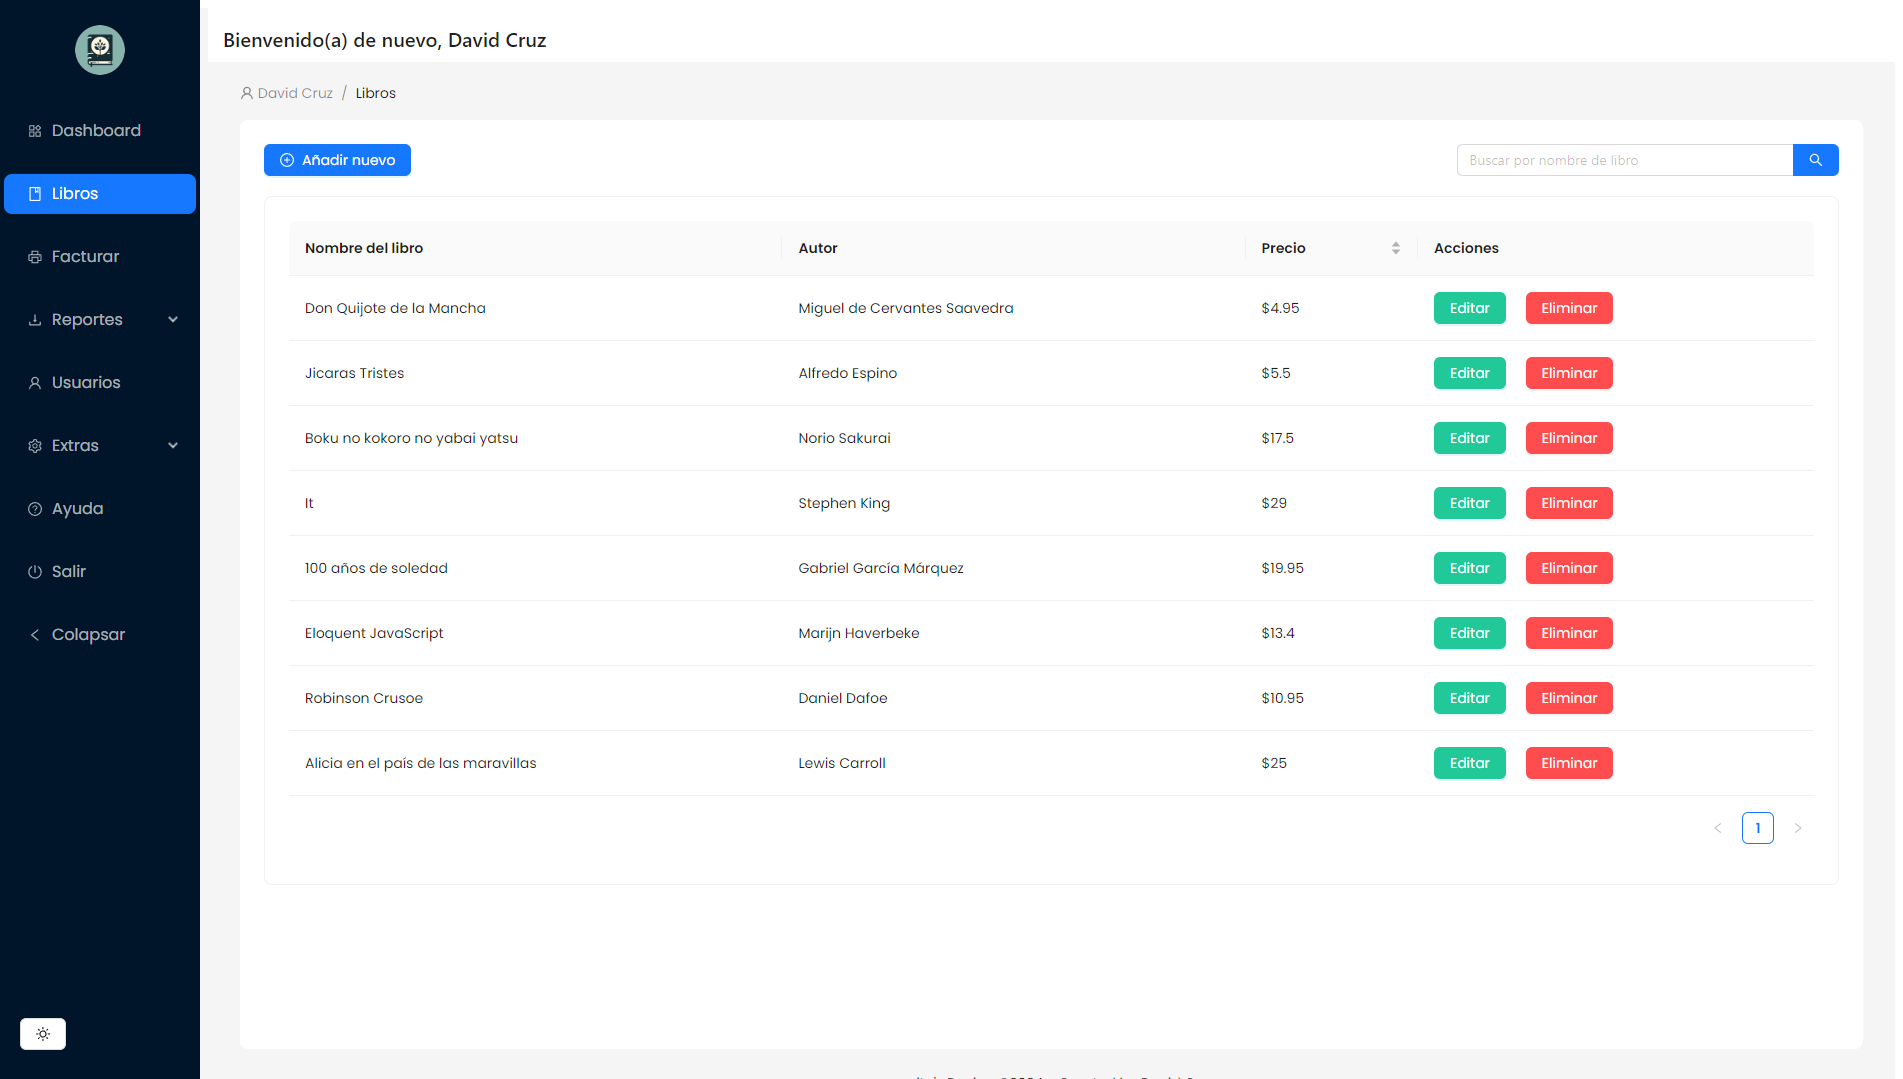 Bienvenido(a) de nuevo, David Cruz
David Cruz / Libros
Dashboard
Libros
Facturar
Reportes
Usuarios
Extras
Ayuda
Salir
Colapsar
Añadir nuevo
Buscar por nombre de libro
Nombre del libro Autor Precio Acciones
Don Quijote de la Mancha Miguel de Cervantes Saavedra $4.95 Editar Eliminar
Jicaras Tristes Alfredo Espino $5.5 Editar Eliminar
Boku no kokoro no yabai yatsu Norio Sakurai $17.5 Editar Eliminar
It Stephen King $29 Editar Eliminar
100 años de soledad Gabriel García Márquez $19.95 Editar Eliminar
Eloquent JavaScript Marijn Haverbeke $13.4 Editar Eliminar
Robinson Crusoe Daniel Dafoe $10.95 Editar Eliminar
Alicia en el país de las maravillas Lewis Carroll $25 Editar Eliminar
1